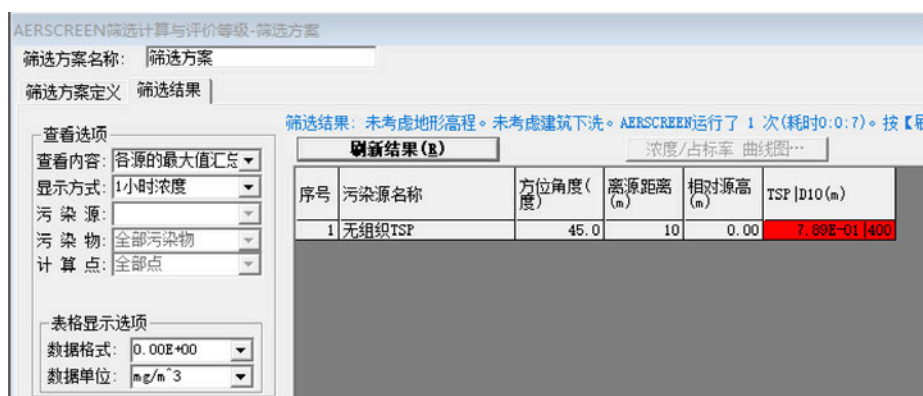 AERSCREEN筛选计算与评价等级-筛选方案
筛选方案名称: 筛选方案
筛选方案定义 筛选结果
筛选结果: 未考虑地形高程。未考虑建筑下洗。AERSCREEN运行了 1 次(耗时0:0:7)。按【刷
查看选项
查看内容: 各源的最大值汇总
显示方式: 1小时浓度
污 染 源:
污 染 物: 全部污染物
计 算 点: 全部点
表格显示选项
数据格式: 0.00E+00
数据单位: mg/m^3
刷新结果(R) 浓度/占标率 曲线图…
序号 污染源名称 方位角度(度) 离源距离(m) 相对源高(m) TSP|D10(m)
1 无组织TSP 45.0 10 0.00 7.89E-01|400